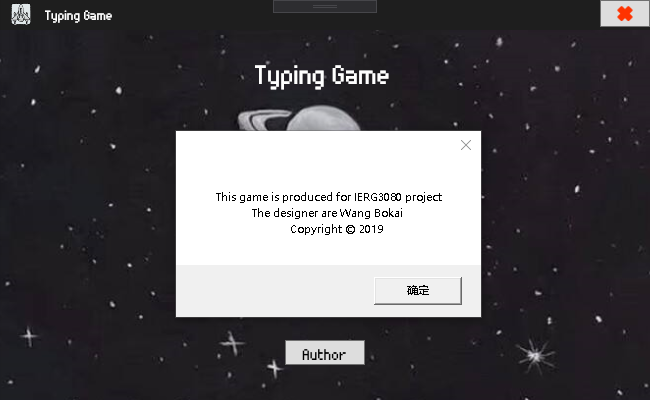 Typing Game
Typing Game
This game is produced for IERG3080 project
The designer are Wang Bokai
Copyright © 2019
确定
Author